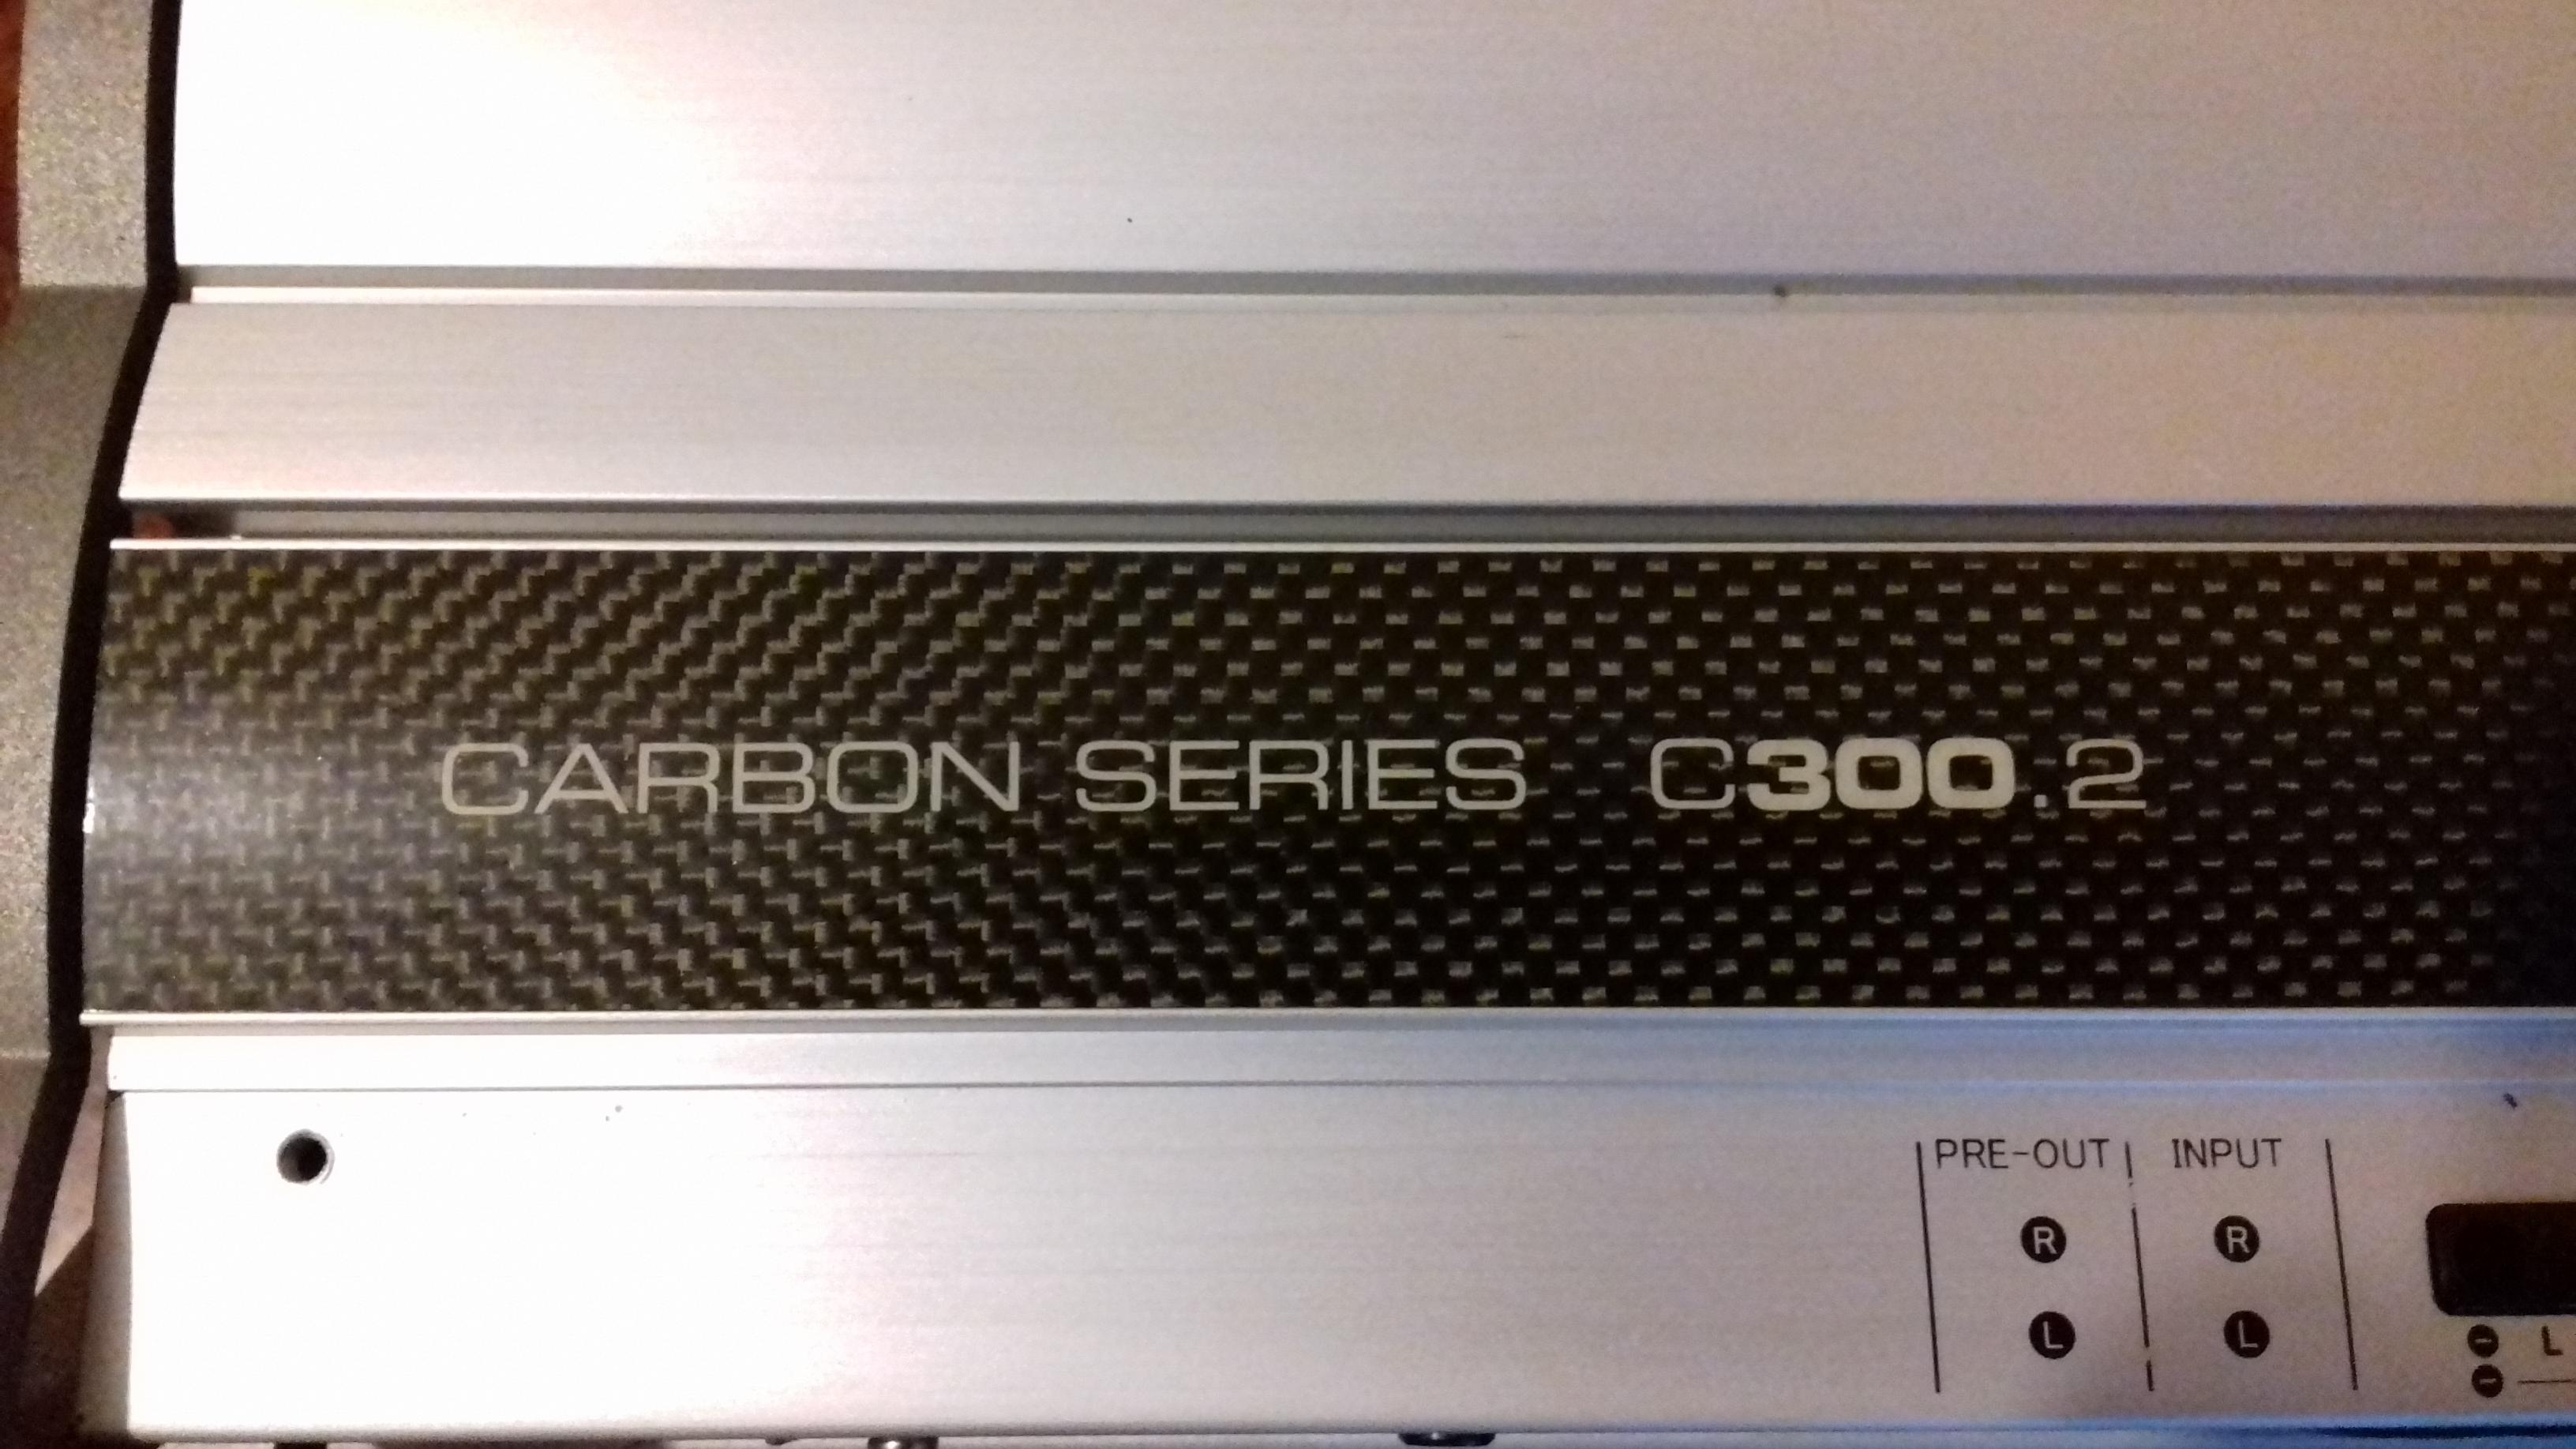 CARBON SERIES C300.2
PRE-OUT INPUT
R R
L L
- L
-